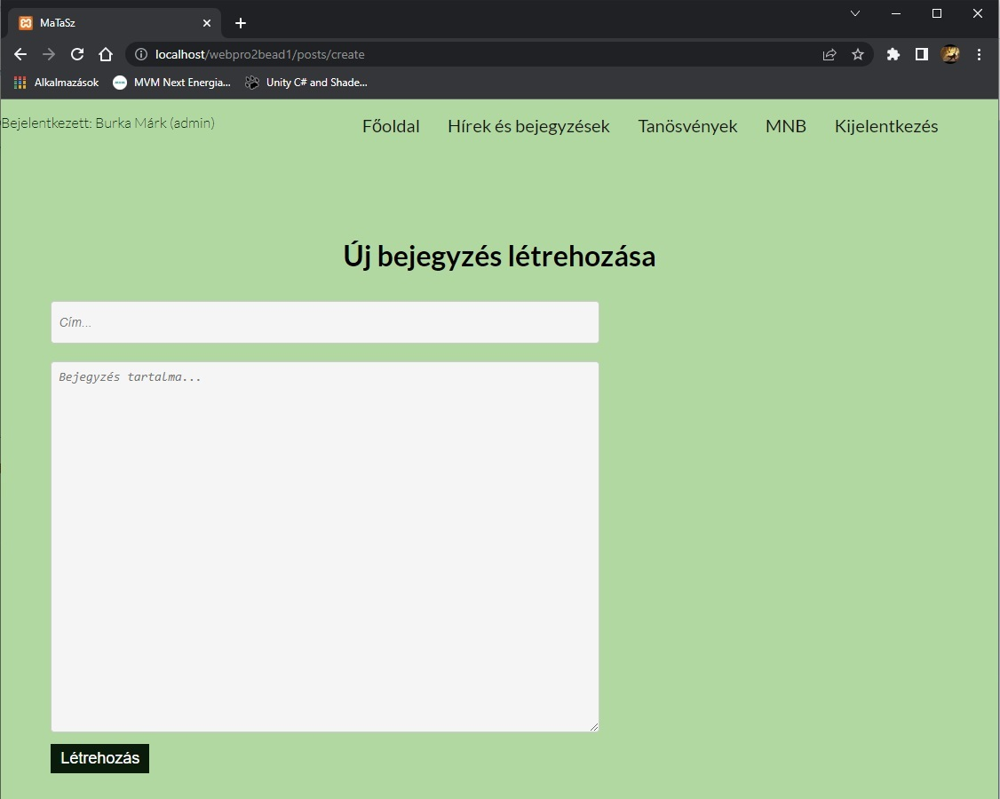 MaTaSz
localhost/webpro2bead1/posts/create
Alkalmazások MVM Next Energia... Unity C# and Shade...
Bejelentkezett: Burka Márk (admin) Főoldal Hírek és bejegyzések Tanösvények MNB Kijelentkezés
Új bejegyzés létrehozása
Cím...
Bejegyzés tartalma...
Létrehozás